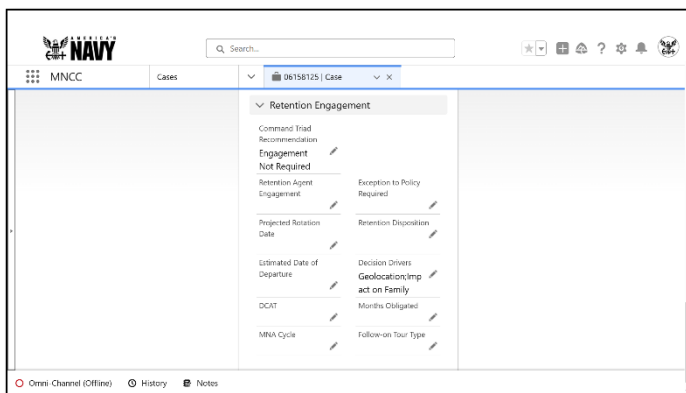 AMERICA'S
NAVY
Search...
MNCC
Cases
06158125 | Case
Retention Engagement
Command Triad
Recommendation
Engagement
Not Required
Retention Agent
Engagement
Exception to Policy
Required
Projected Rotation
Date
Retention Disposition
Estimated Date of
Departure
Decision Drivers
Geolocation;Imp
act on Family
DCAT
Months Obligated
MNA Cycle
Follow-on Tour Type
Omni-Channel (Offline)
History
Notes